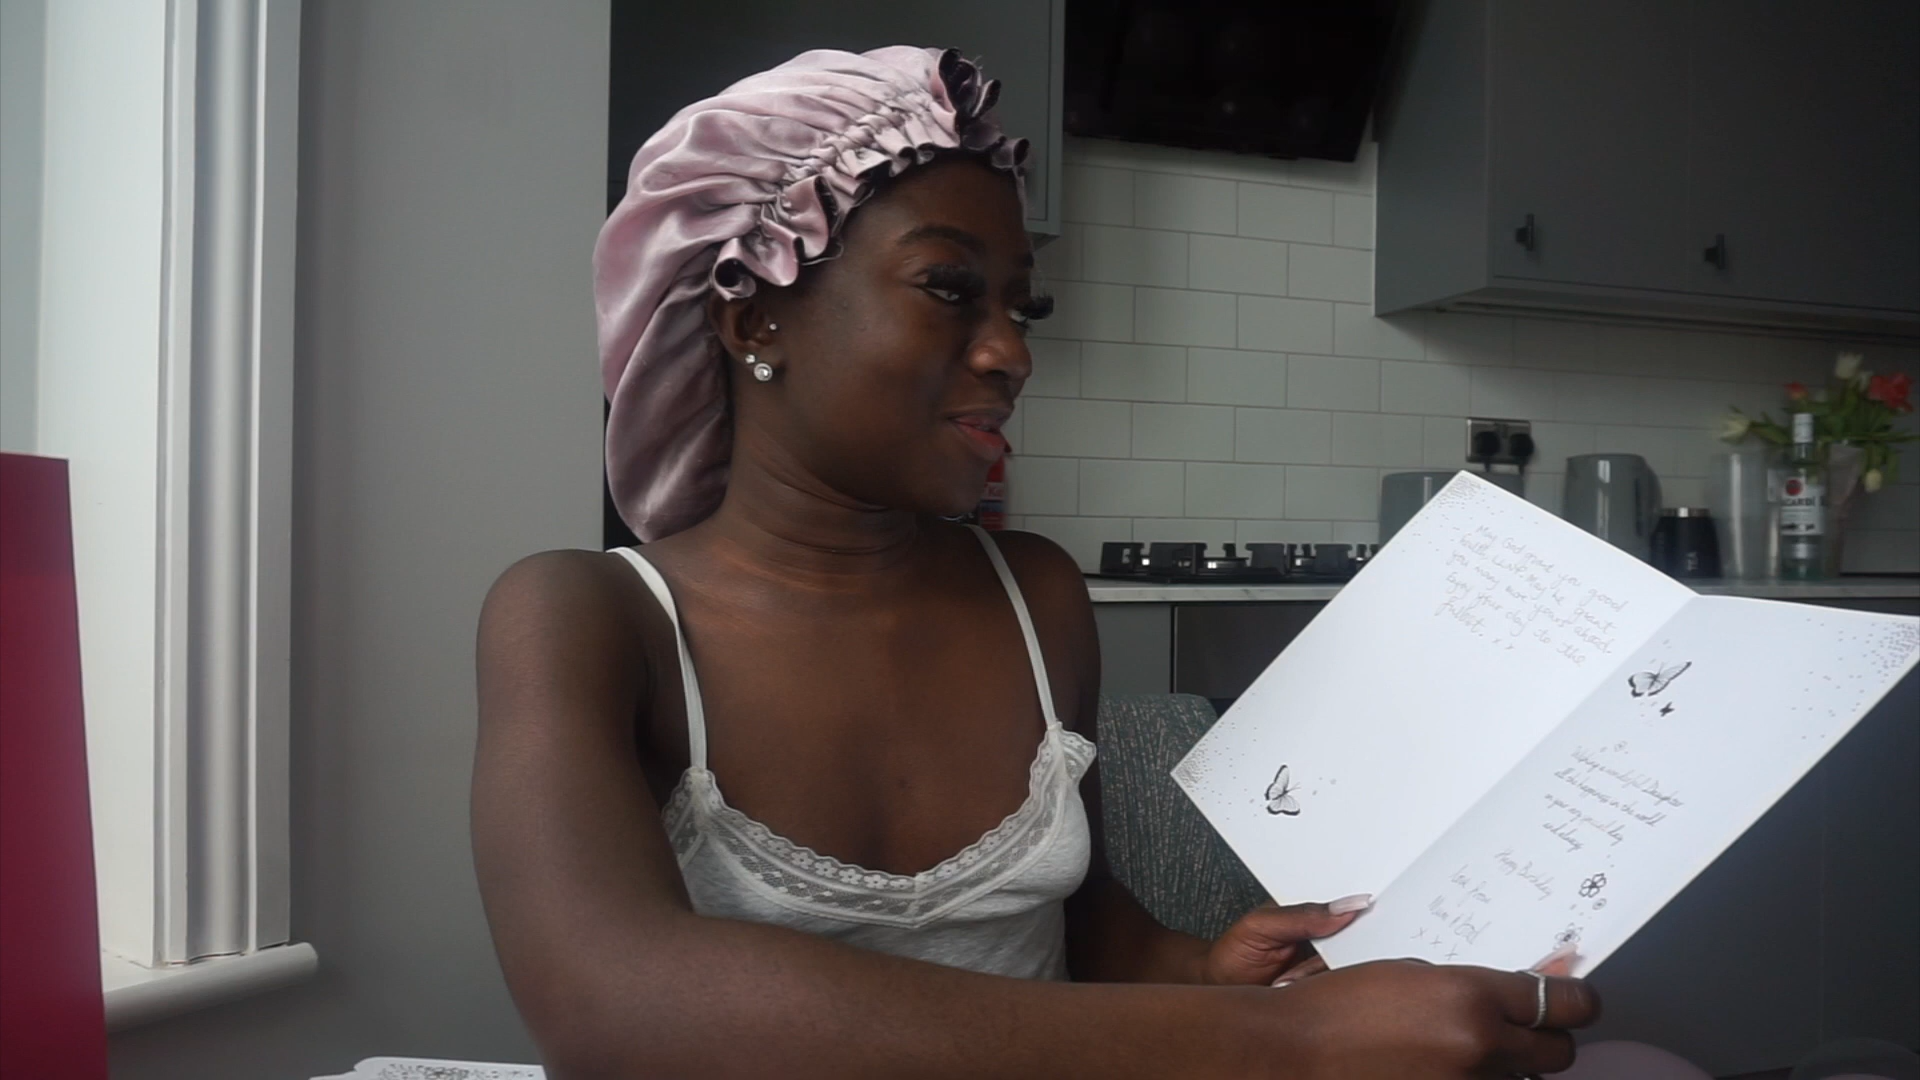 May God grant you good
health & LLNP. May he grant
you many more years ahead.
Enjoy your day to the
fullest. x x
Wishing a wonderful Daughter
all the happiness in the world
on your very special day
and always
Happy Birthday
Love from
Mum & Dad
x x x
BACARDÍ